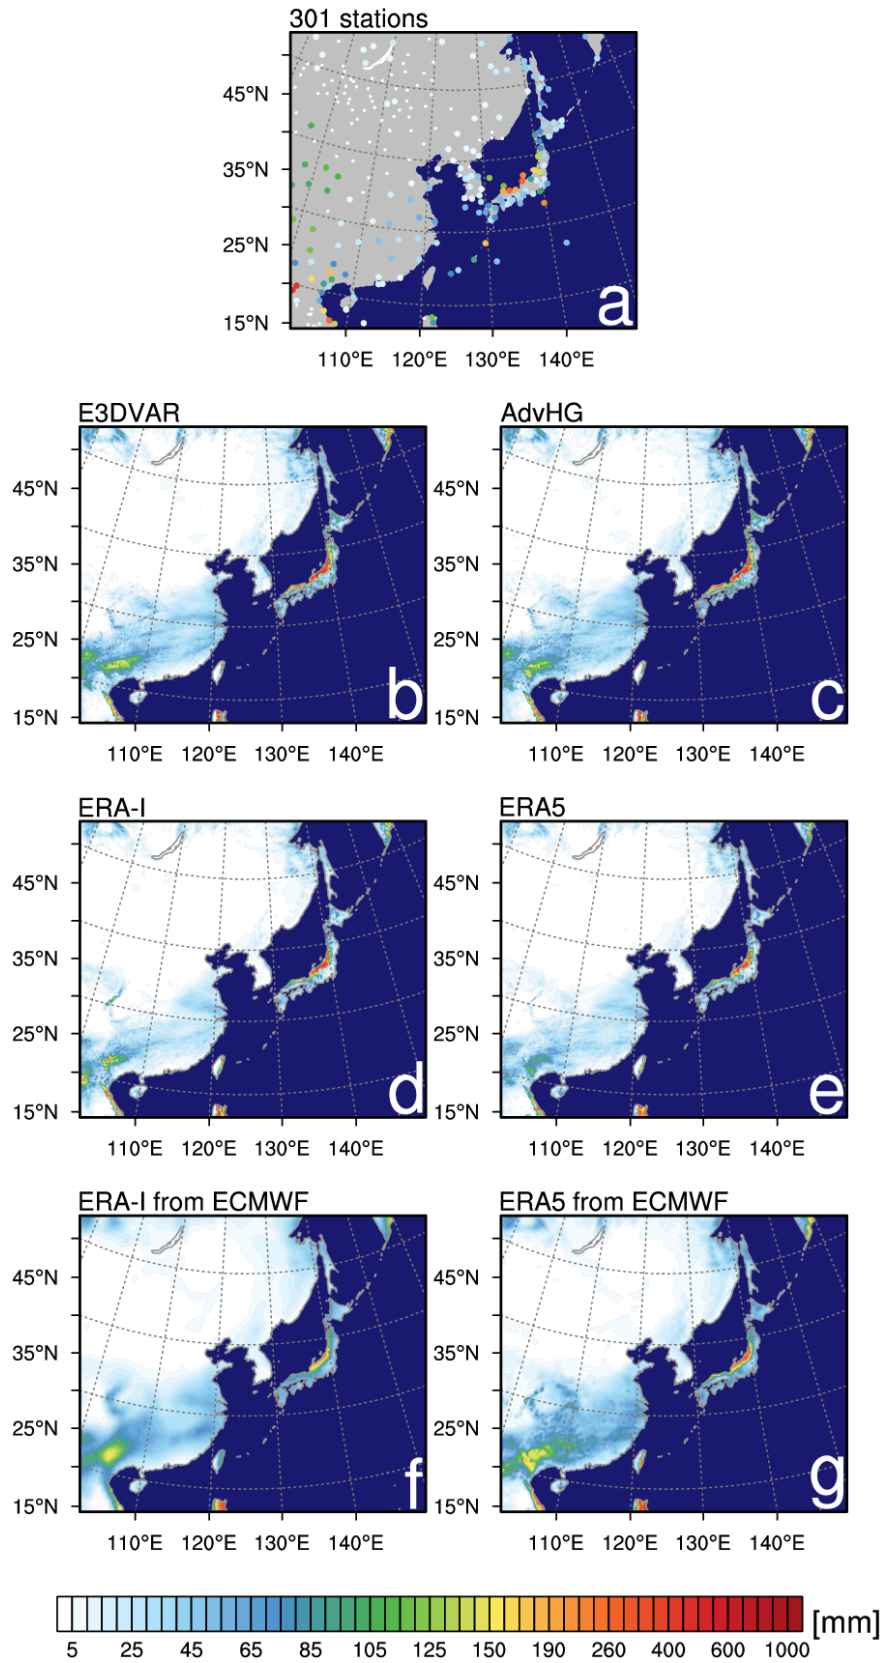 301 stations
45°N
35°N
25°N
15°N
a
110°E 120°E 130°E 140°E
E3DVAR AdvHG
45°N 45°N
35°N 35°N
25°N 25°N
15°N 15°N
b c
110°E 120°E 130°E 140°E 110°E 120°E 130°E 140°E
ERA-I ERA5
45°N 45°N
35°N 35°N
25°N 25°N
15°N 15°N
d e
110°E 120°E 130°E 140°E 110°E 120°E 130°E 140°E
ERA-I from ECMWF ERA5 from ECMWF
45°N 45°N
35°N 35°N
25°N 25°N
15°N 15°N
f g
110°E 120°E 130°E 140°E 110°E 120°E 130°E 140°E
[mm]
5 25 45 65 85 105 125 150 190 260 400 600 1000